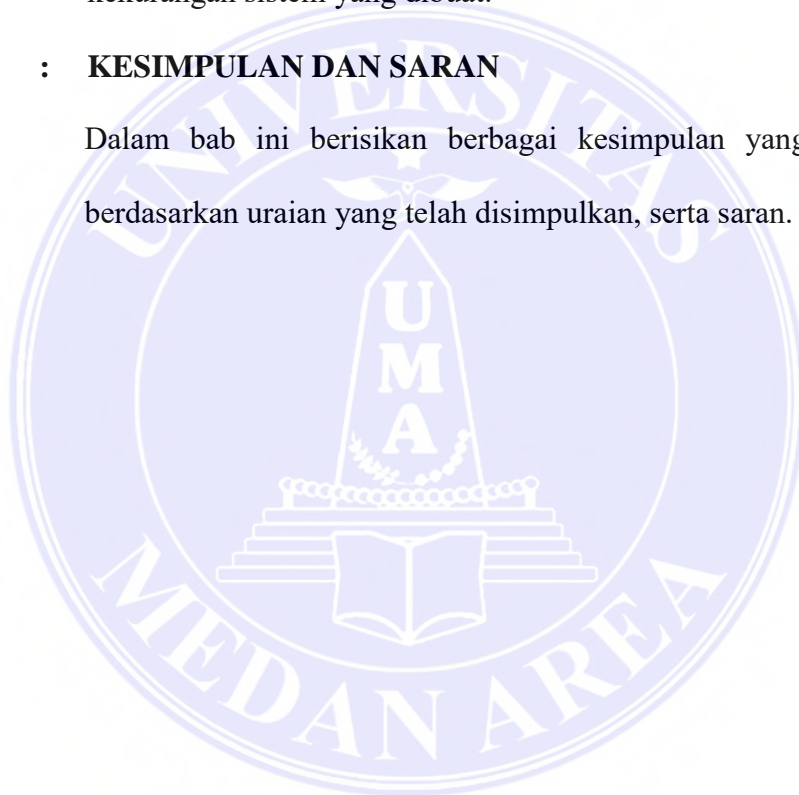 sistem yang dibuat.
: KESIMPULAN DAN SARAN
Dalam bab ini berisikan berbagai kesimpulan yang
berdasarkan uraian yang telah disimpulkan, serta saran.
UNIVERSITAS
U
M
A
MEDAN AREA